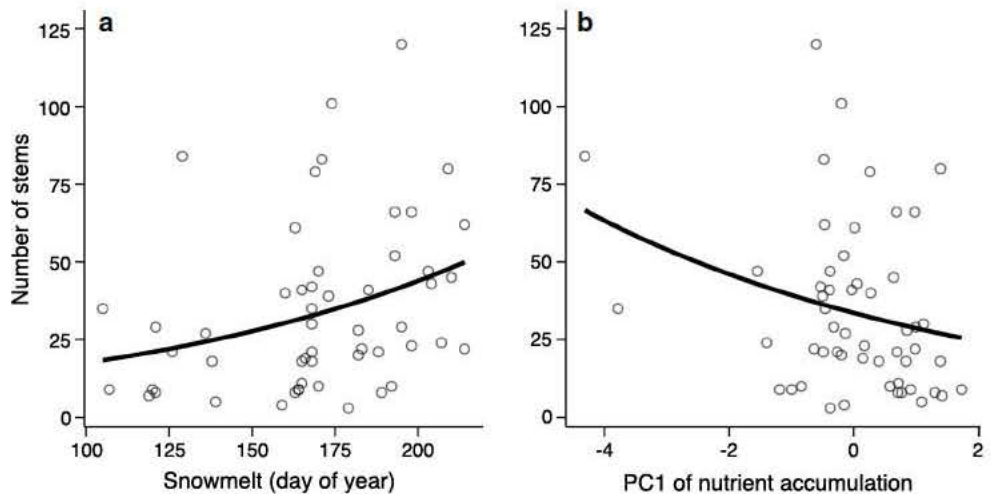 a
Number of stems
125
100
75
50
25
0
100 125 150 175 200
Snowmelt (day of year)
b
125
100
75
50
25
0
-4 -2 0 2
PC1 of nutrient accumulation